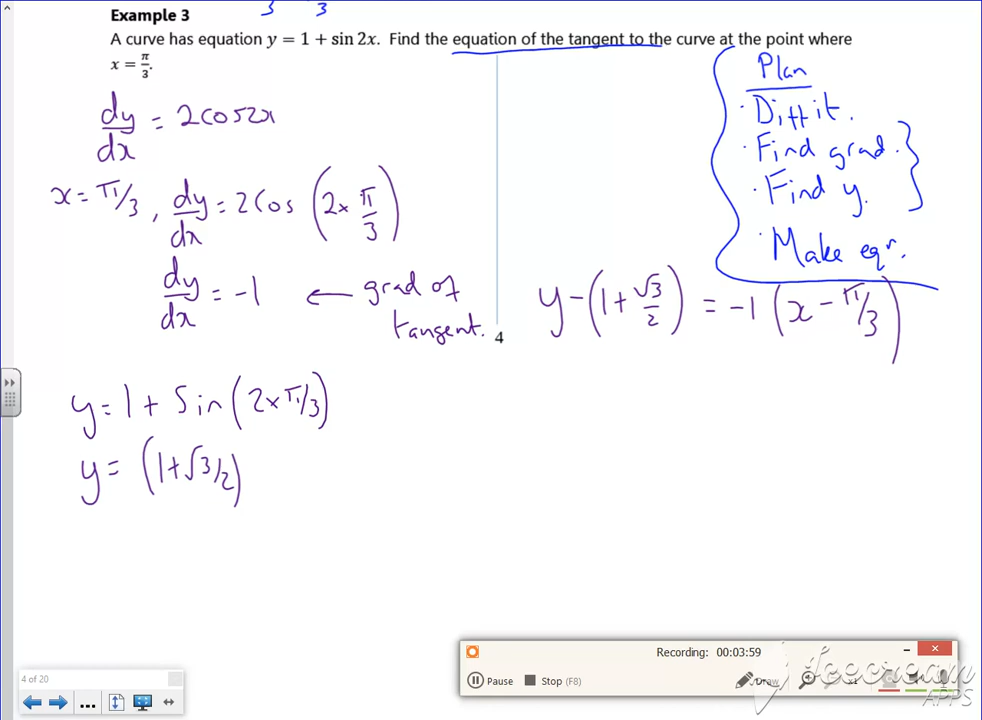 Example 3
A curve has equation y = 1 + sin 2x. Find the equation of the tangent to the curve at the point where
x = π/3.
dy/dx = 2cos2x
x = π/3, dy/dx = 2cos (2× π/3)
dy/dx = -1 ← grad of tangent.
y = 1 + Sin (2×π/3)
y = (1+√3/2)
4
Plan
· Diff it.
· Find grad.
· Find y.
· Make eqn.
y - (1 + √3/2) = -1 (x - π/3)
4 of 20
Recording: 00:03:59
Pause
Stop (F8)
Draw
x1
Icecream
APPS